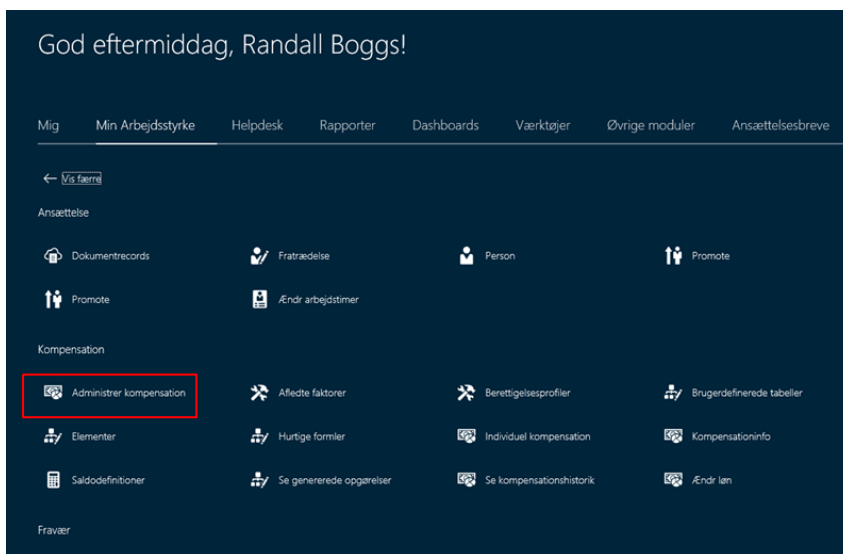 God eftermiddag, Randall Boggs!
Mig Min Arbejdsstyrke Helpdesk Rapporter Dashboards Værktøjer Øvrige moduler Ansættelsesbreve
Vis færre
Ansættelse
Dokumentrecords Fratrædelse Person Promote
Promote Ændr arbejdstimer
Kompensation
Administrer kompensation Afledte faktorer Berettigelsesprofiler Brugerdefinerede tabeller
Elementer Hurtige formler Individuel kompensation Kompensationinfo
Saldodefinitioner Se genererede opgørelser Se kompensationshistorik Ændr løn
Fravær